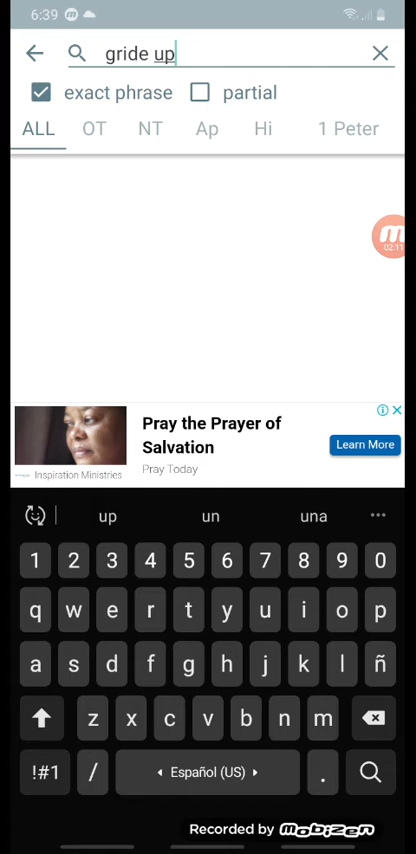 6:39
gride up
exact phrase partial
ALL OT NT Ap Hi 1 Peter
02:11
Pray the Prayer of
Salvation
Learn More
Pray Today
Inspiration Ministries
up un una
1 2 3 4 5 6 7 8 9 0
q w e r t y u i o p
a s d f g h j k l ñ
z x c v b n m
!#1 / Español (US) .
Recorded by mobizen